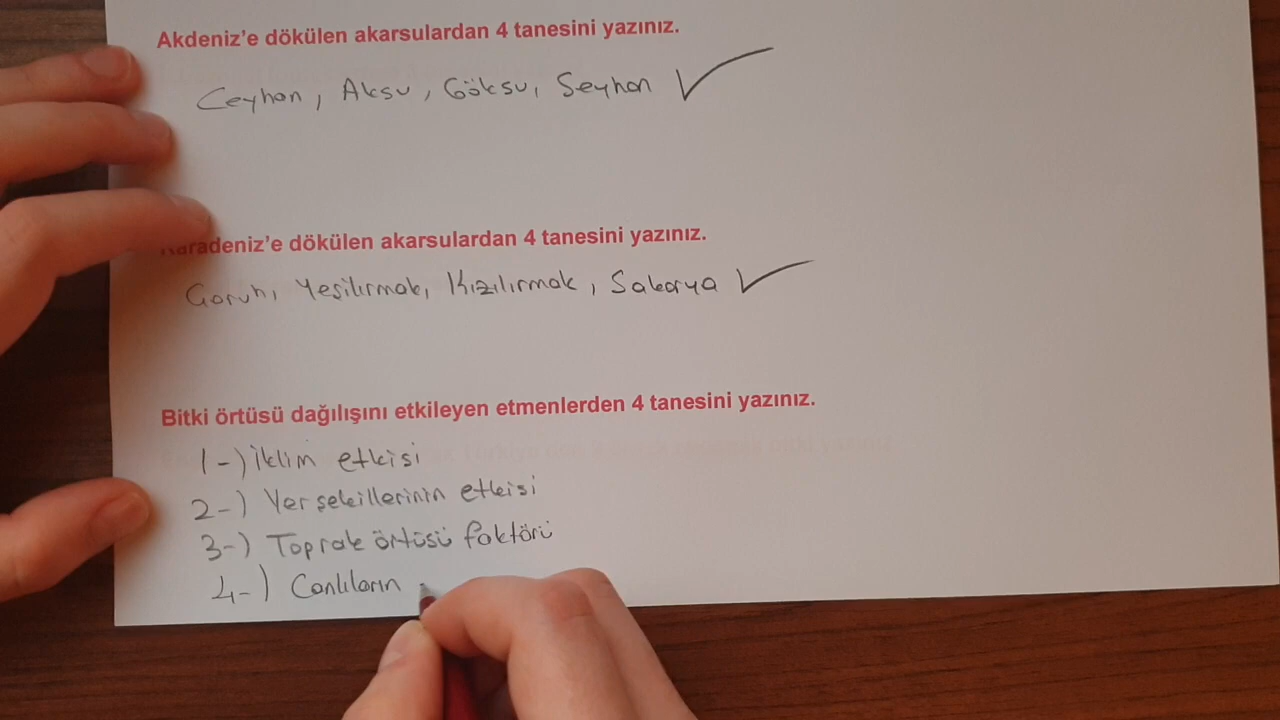 Akdeniz'e dökülen akarsulardan 4 tanesini yazınız.
Ceyhan, Aksu, Göksu, Seyhan
Karadeniz'e dökülen akarsulardan 4 tanesini yazınız.
Çoruh, Yeşilırmak, Kızılırmak, Sakarya
Bitki örtüsü dağılışını etkileyen etmenlerden 4 tanesini yazınız.
1-) İklim etkisi
2-) Yerşekillerinin etkisi
3-) Toprak örtüsü faktörü
4-) Canlıların